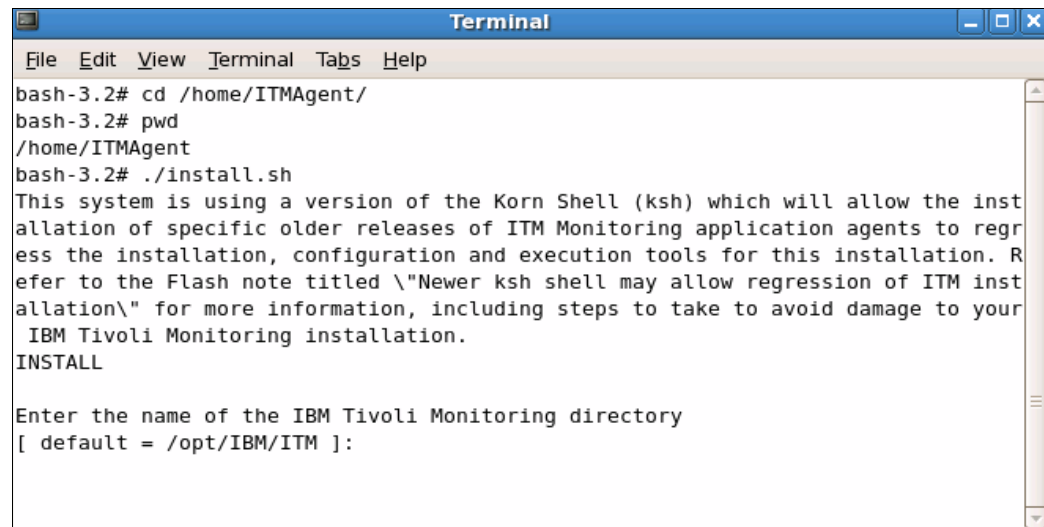 Terminal
File Edit View Terminal Tabs Help
bash-3.2# cd /home/ITMAgent/
bash-3.2# pwd
/home/ITMAgent
bash-3.2# ./install.sh
This system is using a version of the Korn Shell (ksh) which will allow the inst
allation of specific older releases of ITM Monitoring application agents to regr
ess the installation, configuration and execution tools for this installation. R
efer to the Flash note titled \"Newer ksh shell may allow regression of ITM inst
allation\" for more information, including steps to take to avoid damage to your
 IBM Tivoli Monitoring installation.
INSTALL
Enter the name of the IBM Tivoli Monitoring directory
[ default = /opt/IBM/ITM ]: